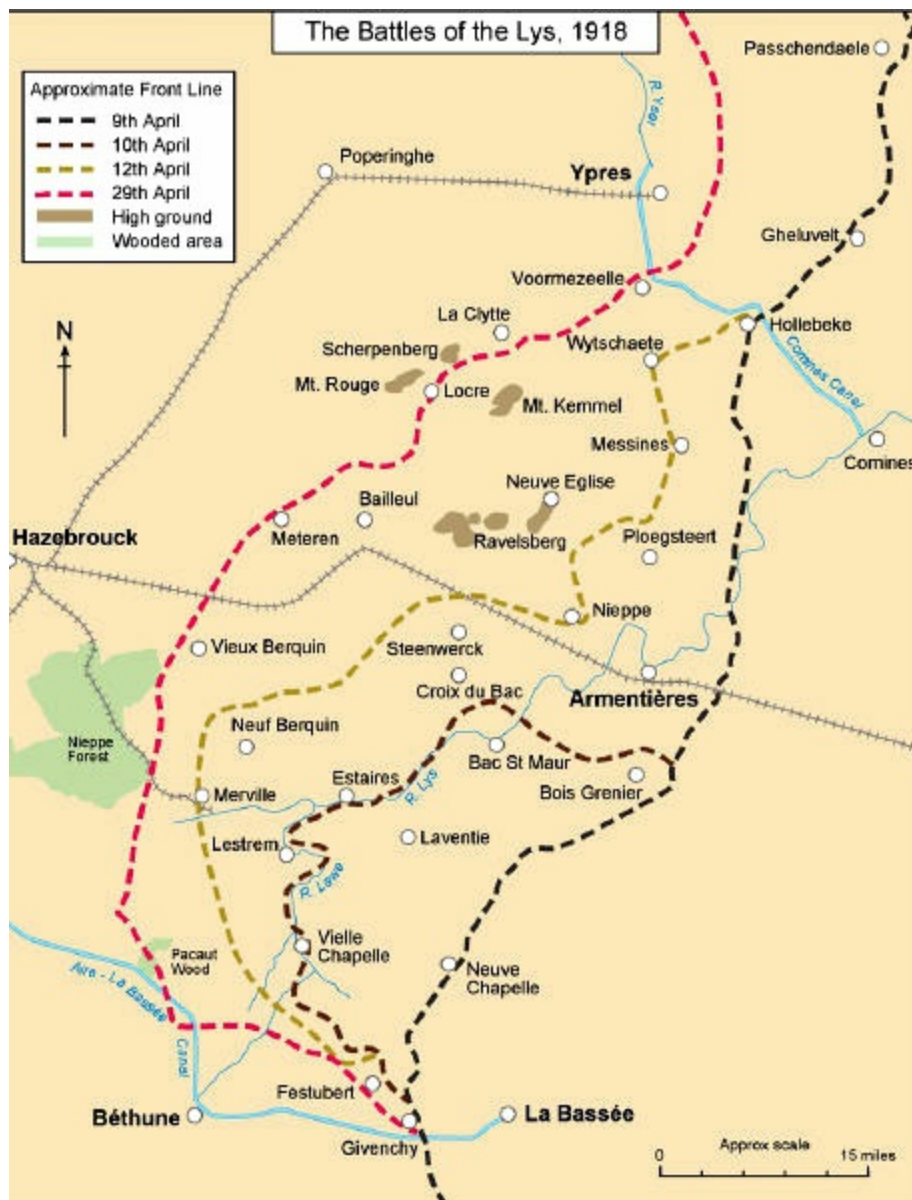 The Battles of the Lys, 1918
Approximate Front Line
9th April
10th April
12th April
29th April
High ground
Wooded area
Passchendaele
R. Yser
Poperinghe
Ypres
Gheluvelt
Voormezeelle
La Clytte
Hollebeke
N
Scherpenberg
Wytschaete
Comines Canal
Mt. Rouge
Locre
Mt. Kemmel
Messines
Comines
Neuve Eglise
Bailleul
Hazebrouck
Meteren
Ravelsberg
Ploegsteert
Nieppe
Vieux Berquin
Steenwerck
Croix du Bac
Armentières
Neuf Berquin
Nieppe
Forest
Bac St Maur
Estaires
R. Lys
Bois Grenier
Merville
Laventie
Lestrem
R. Lawe
Vielle
Chapelle
Pacaut
Wood
Neuve
Chapelle
Aire - La Bassée
Canal
Festubert
Béthune
La Bassée
Givenchy
Approx scale
0 15 miles